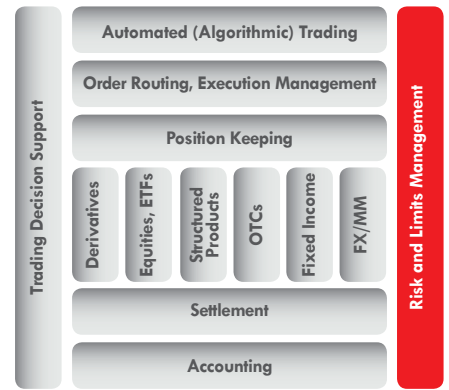 Trading Decision Support
Automated (Algorithmic) Trading
Order Routing, Execution Management
Position Keeping
Derivatives
Equities, ETFs
Structured
Products
OTCs
Fixed Income
FX/MM
Settlement
Accounting
Risk and Limits Management